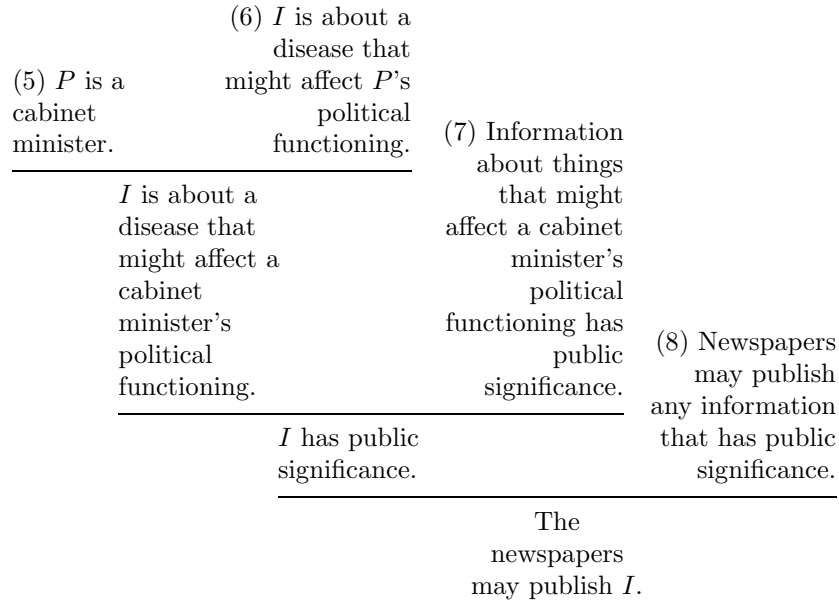 (5) P is a
cabinet
minister.
(6) I is about a
disease that
might affect P’s
political
functioning.
I is about a
disease that
might affect a
cabinet
minister’s
political
functioning.
(7) Information
about things
that might
affect a cabinet
minister’s
political
functioning has
public
significance.
I has public
significance.
(8) Newspapers
may publish
any information
that has public
significance.
The
newspapers
may publish I.